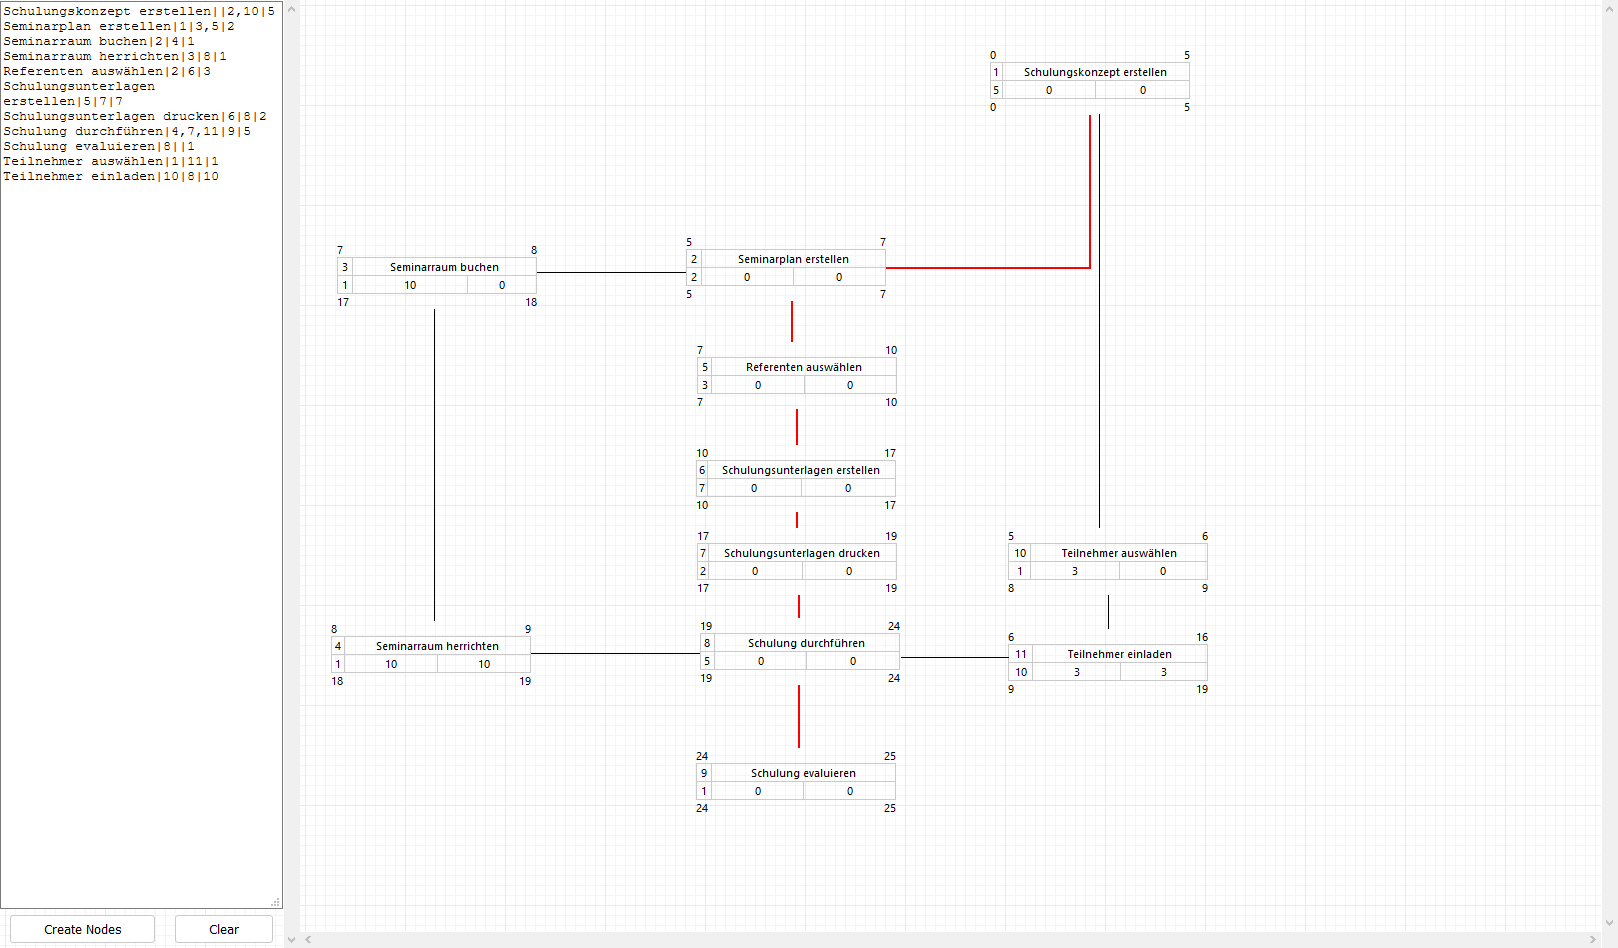 Schulungskonzept erstellen||2,10|5
Seminarplan erstellen|1|3,5|2
Seminarraum buchen|2|4|1
Seminarraum herrichten|3|8|1
Referenten auswählen|2|6|3
Schulungsunterlagen
erstellen|5|7|7
Schulungsunterlagen drucken|6|8|2
Schulung durchführen|4,7,11|9|5
Schulung evaluieren|8||1
Teilnehmer auswählen|1|11|1
Teilnehmer einladen|10|8|10
Create Nodes Clear
0 5
1 Schulungskonzept erstellen
5 0 0
0 5
5 7
2 Seminarplan erstellen
2 0 0
5 7
7 8
3 Seminarraum buchen
1 10 0
17 18
7 10
5 Referenten auswählen
3 0 0
7 10
10 17
6 Schulungsunterlagen erstellen
7 0 0
10 17
17 19
7 Schulungsunterlagen drucken
2 0 0
17 19
5 6
10 Teilnehmer auswählen
1 3 0
8 9
8 9
4 Seminarraum herrichten
1 10 10
18 19
19 24
8 Schulung durchführen
5 0 0
19 24
6 16
11 Teilnehmer einladen
10 3 3
9 19
24 25
9 Schulung evaluieren
1 0 0
24 25